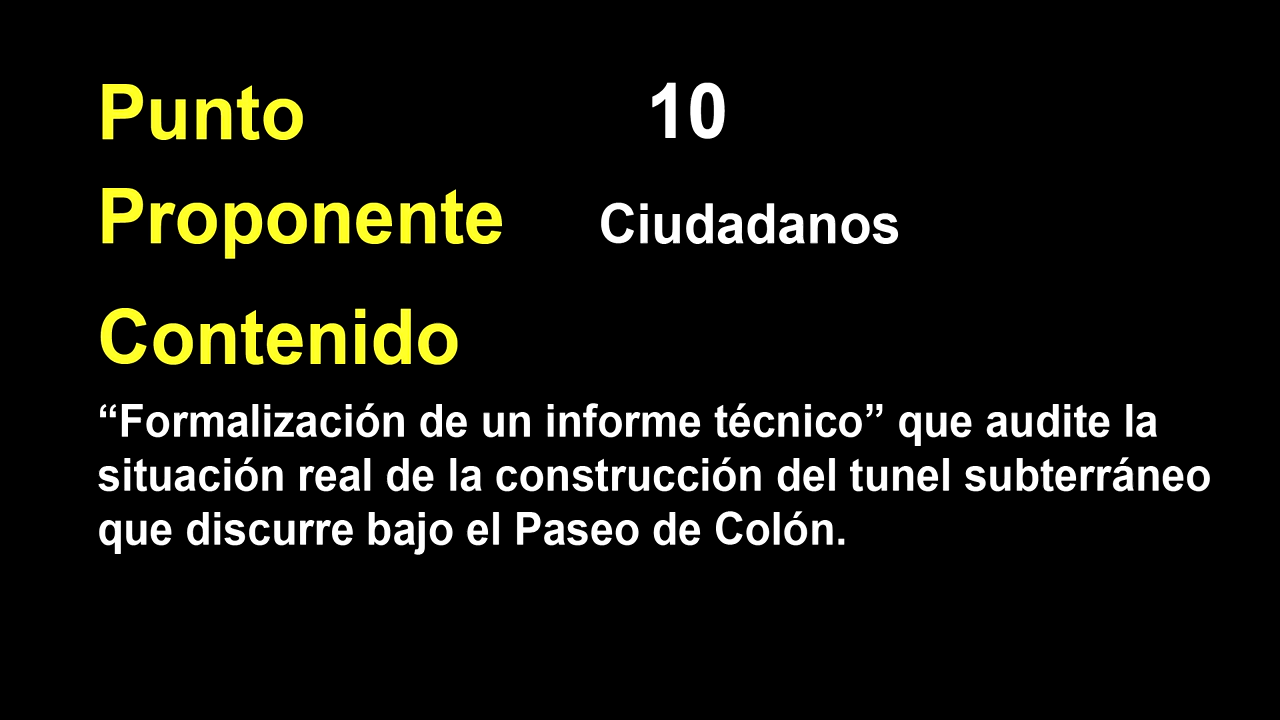 Punto 10
Proponente Ciudadanos
Contenido
“Formalización de un informe técnico” que audite la
situación real de la construcción del tunel subterráneo
que discurre bajo el Paseo de Colón.